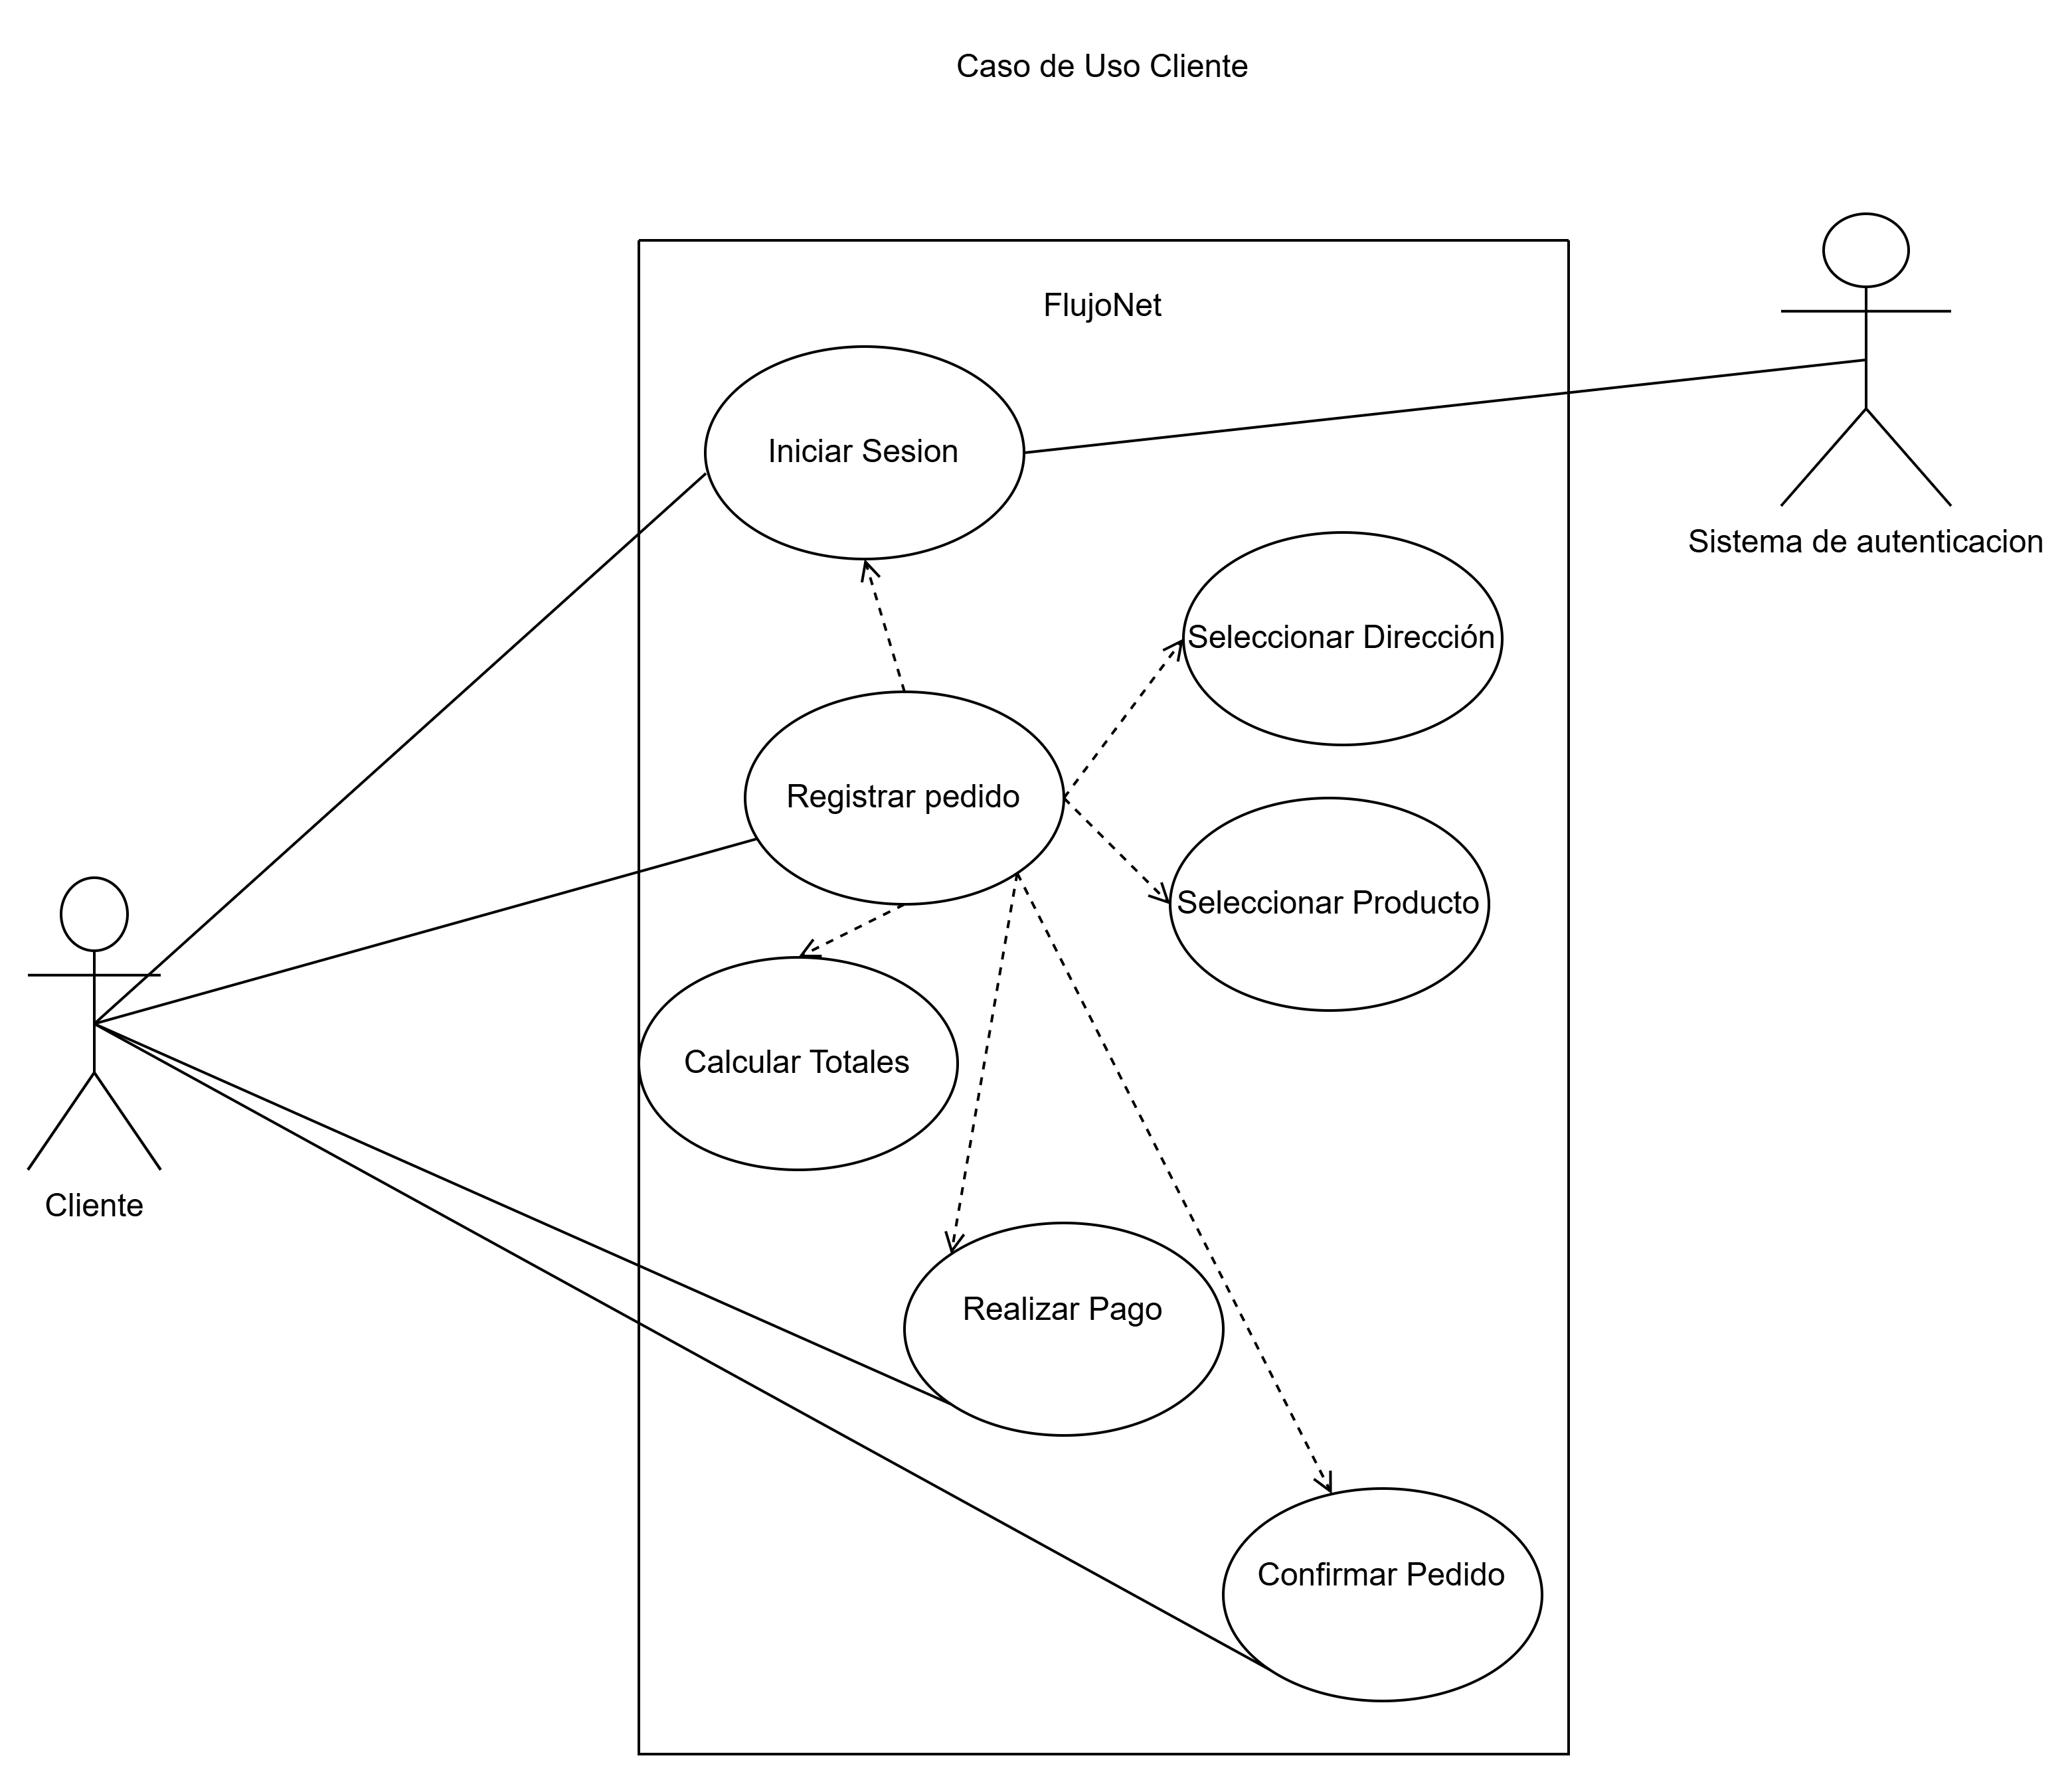 Caso de Uso Cliente
FlujoNet
Iniciar Sesion
Sistema de autenticacion
Seleccionar Dirección
Registrar pedido
Seleccionar Producto
Calcular Totales
Cliente
Realizar Pago
Confirmar Pedido